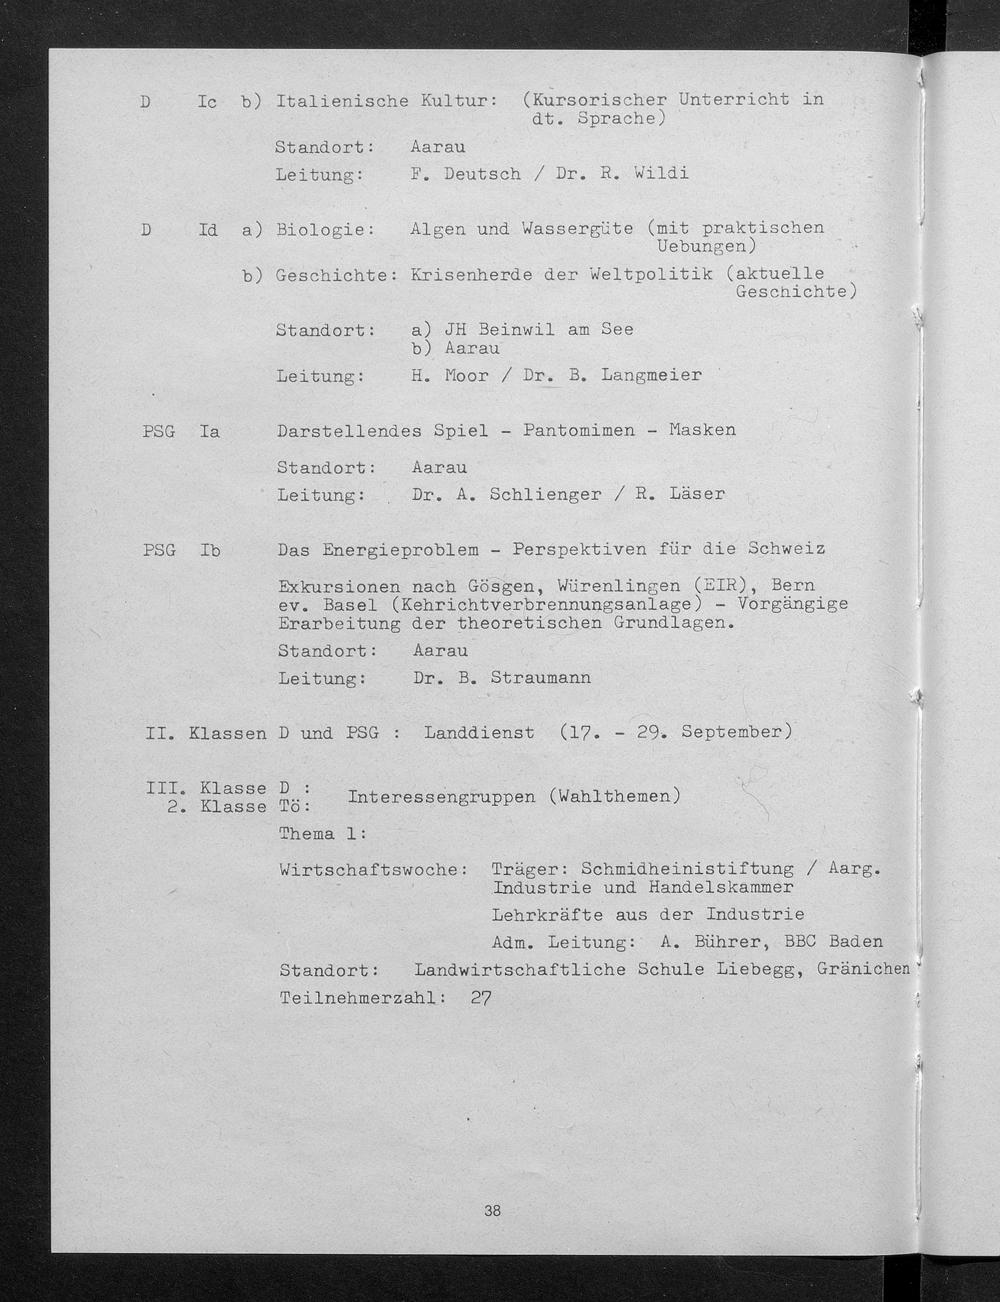 D Ic b) Italienische Kultur: (Kursorischer Unterricht in
dt. Sprache)
Standort: Aarau
Leitung: F. Deutsch / Dr. R. Wildi
D Id a) Biologie: Algen und Wassergüte (mit praktischen
Uebungen)
b) Geschichte: Krisenherde der Weltpolitik (aktuelle
Geschichte)
Standort: a) JH Beinwil am See
b) Aarau
Leitung: H. Moor / Dr. B. Langmeier
PSG Ia Darstellendes Spiel - Pantomimen - Masken
Standort: Aarau
Leitung: Dr. A. Schlienger / R. Läser
PSG Ib Das Energieproblem - Perspektiven für die Schweiz
Exkursionen nach Gösgen, Würenlingen (EIR), Bern
ev. Basel (Kehrichtverbrennungsanlage) - Vorgängige
Erarbeitung der theoretischen Grundlagen.
Standort: Aarau
Leitung: Dr. B. Straumann
II. Klassen D und PSG : Landdienst (17. - 29. September)
III. Klasse D :
2. Klasse Tö: Interessengruppen (Wahlthemen)
Thema 1:
Wirtschaftswoche: Träger: Schmidheinistiftung / Aarg.
Industrie und Handelskammer
Lehrkräfte aus der Industrie
Adm. Leitung: A. Bührer, BBC Baden
Standort: Landwirtschaftliche Schule Liebegg, Gränichen
Teilnehmerzahl: 27
38